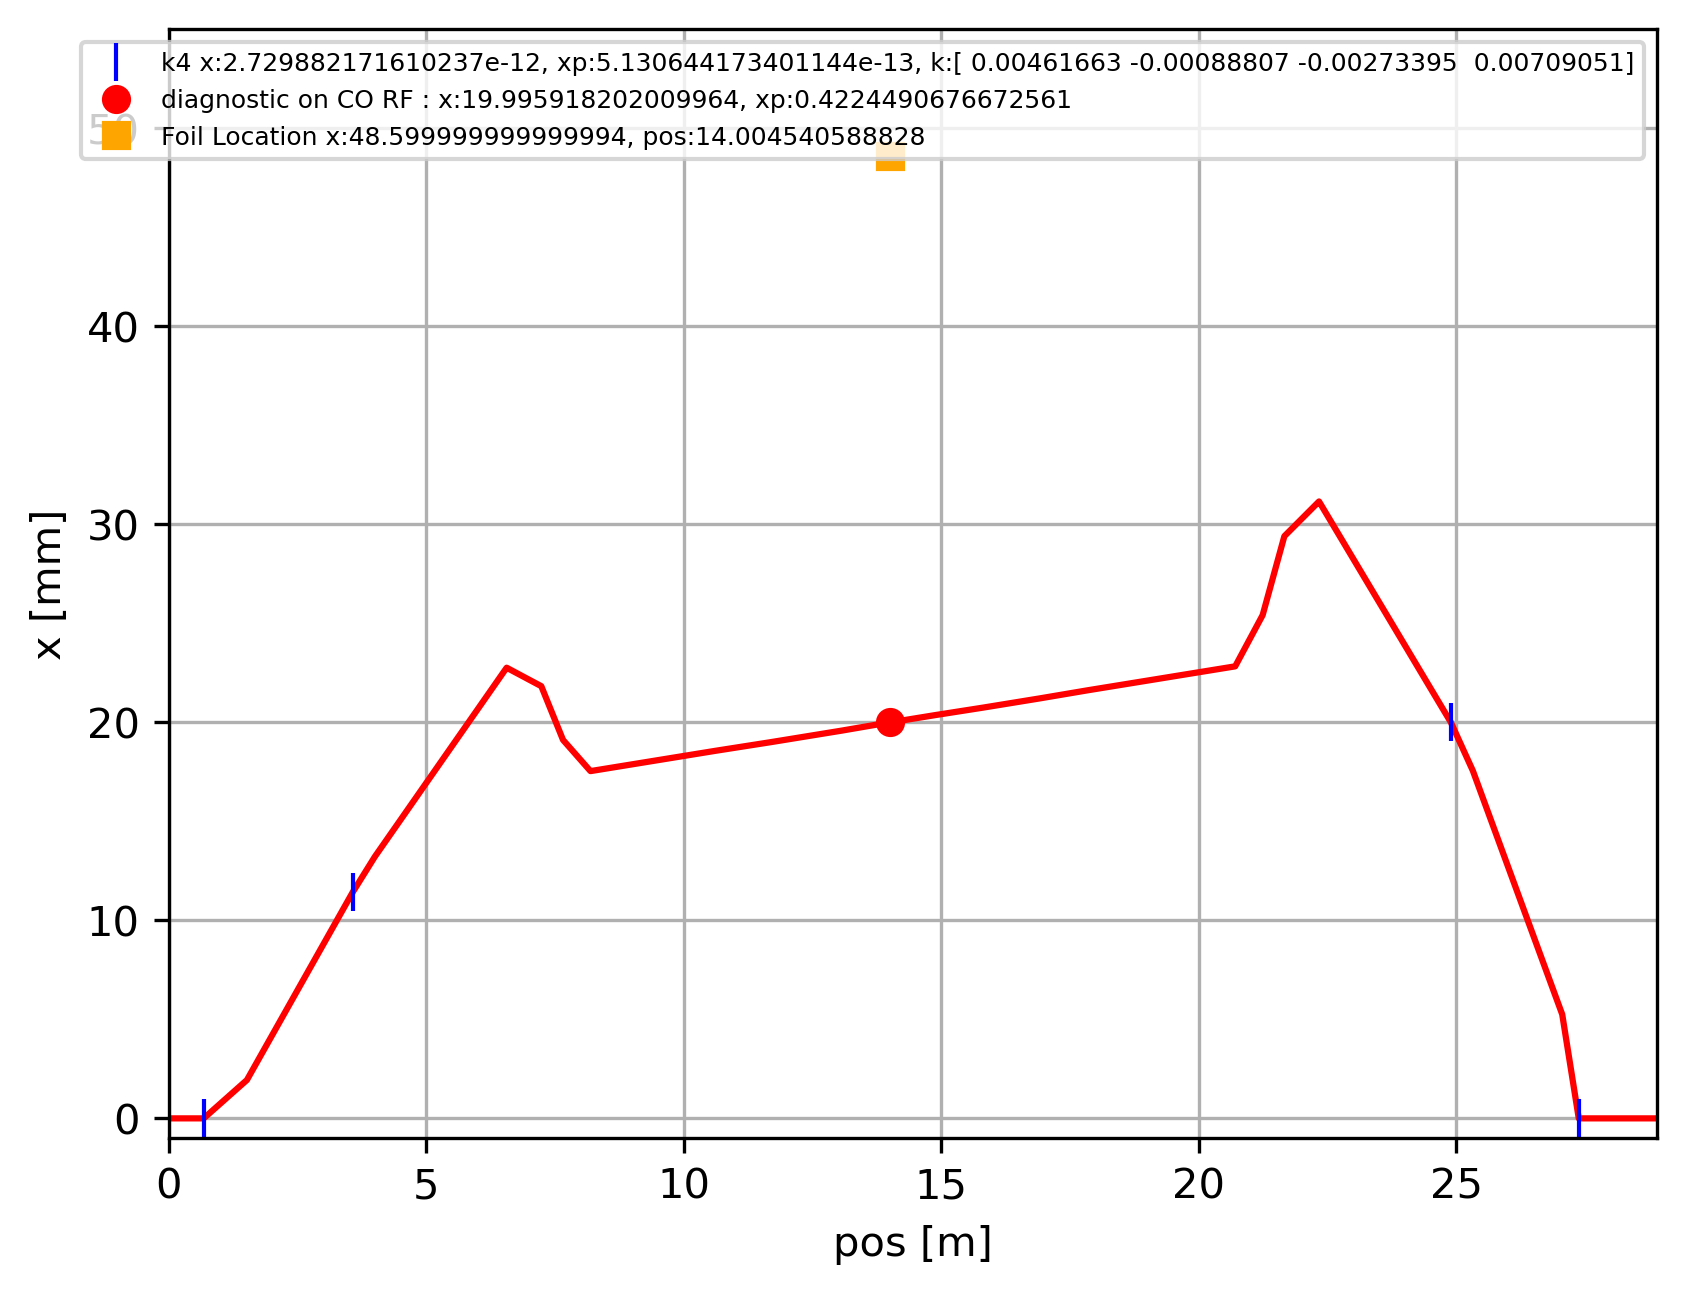 k4 x:2.729882171610237e-12, xp:5.130644173401144e-13, k:[ 0.00461663 -0.00088807 -0.00273395  0.00709051]
diagnostic on CO RF : x:19.995918202009964, xp:0.4224490676672561
50
Foil Location x:48.599999999999994, pos:14.004540588828
40
30
20
10
0
x [mm]
0 5 10 15 20 25
pos [m]